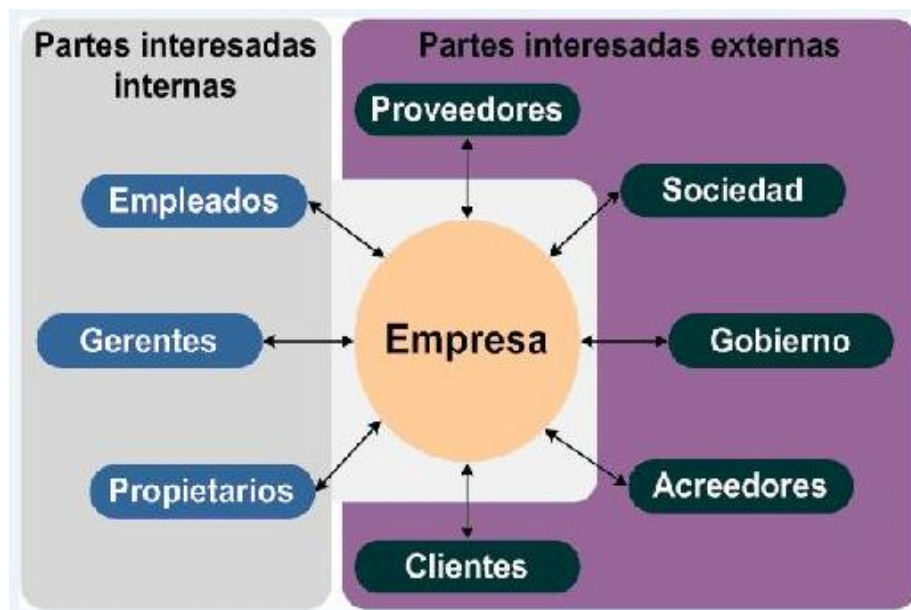 Partes interesadas
internas
Partes interesadas externas
Proveedores
Empleados
Sociedad
Gerentes
Empresa
Gobierno
Propietarios
Acreedores
Clientes